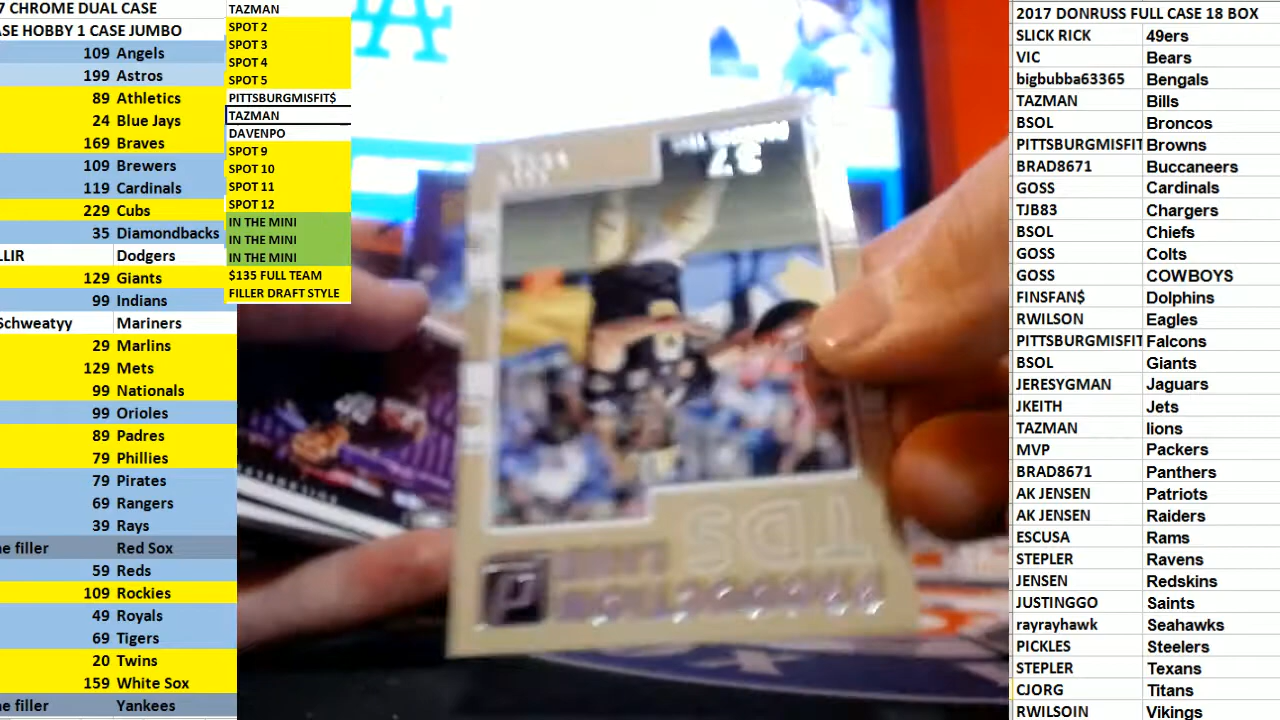 7 CHROME DUAL CASE
ASE HOBBY 1 CASE JUMBO
109 Angels
199 Astros
89 Athletics
24 Blue Jays
169 Braves
109 Brewers
119 Cardinals
229 Cubs
35 Diamondbacks
LLIR Dodgers
129 Giants
99 Indians
Schweatyy Mariners
29 Marlins
129 Mets
99 Nationals
99 Orioles
89 Padres
79 Phillies
79 Pirates
69 Rangers
39 Rays
e filler Red Sox
59 Reds
109 Rockies
49 Royals
69 Tigers
20 Twins
159 White Sox
e filler Yankees
TAZMAN
SPOT 2
SPOT 3
SPOT 4
SPOT 5
PITTSBURGMISFIT$
TAZMAN
DAVENPO
SPOT 9
SPOT 10
SPOT 11
SPOT 12
IN THE MINI
IN THE MINI
IN THE MINI
$135 FULL TEAM
FILLER DRAFT STYLE
37
TDS
PRODUCTION
LINE
2017 DONRUSS FULL CASE 18 BOX
SLICK RICK 49ers
VIC Bears
bigbubba63365 Bengals
TAZMAN Bills
BSOL Broncos
PITTSBURGMISFIT Browns
BRAD8671 Buccaneers
GOSS Cardinals
TJB83 Chargers
BSOL Chiefs
GOSS Colts
GOSS COWBOYS
FINSFAN$ Dolphins
RWILSON Eagles
PITTSBURGMISFIT Falcons
BSOL Giants
JERESYGMAN Jaguars
JKEITH Jets
TAZMAN lions
MVP Packers
BRAD8671 Panthers
AK JENSEN Patriots
AK JENSEN Raiders
ESCUSA Rams
STEPLER Ravens
JENSEN Redskins
JUSTINGGO Saints
rayrayhawk Seahawks
PICKLES Steelers
STEPLER Texans
CJORG Titans
RWILSOIN Vikings